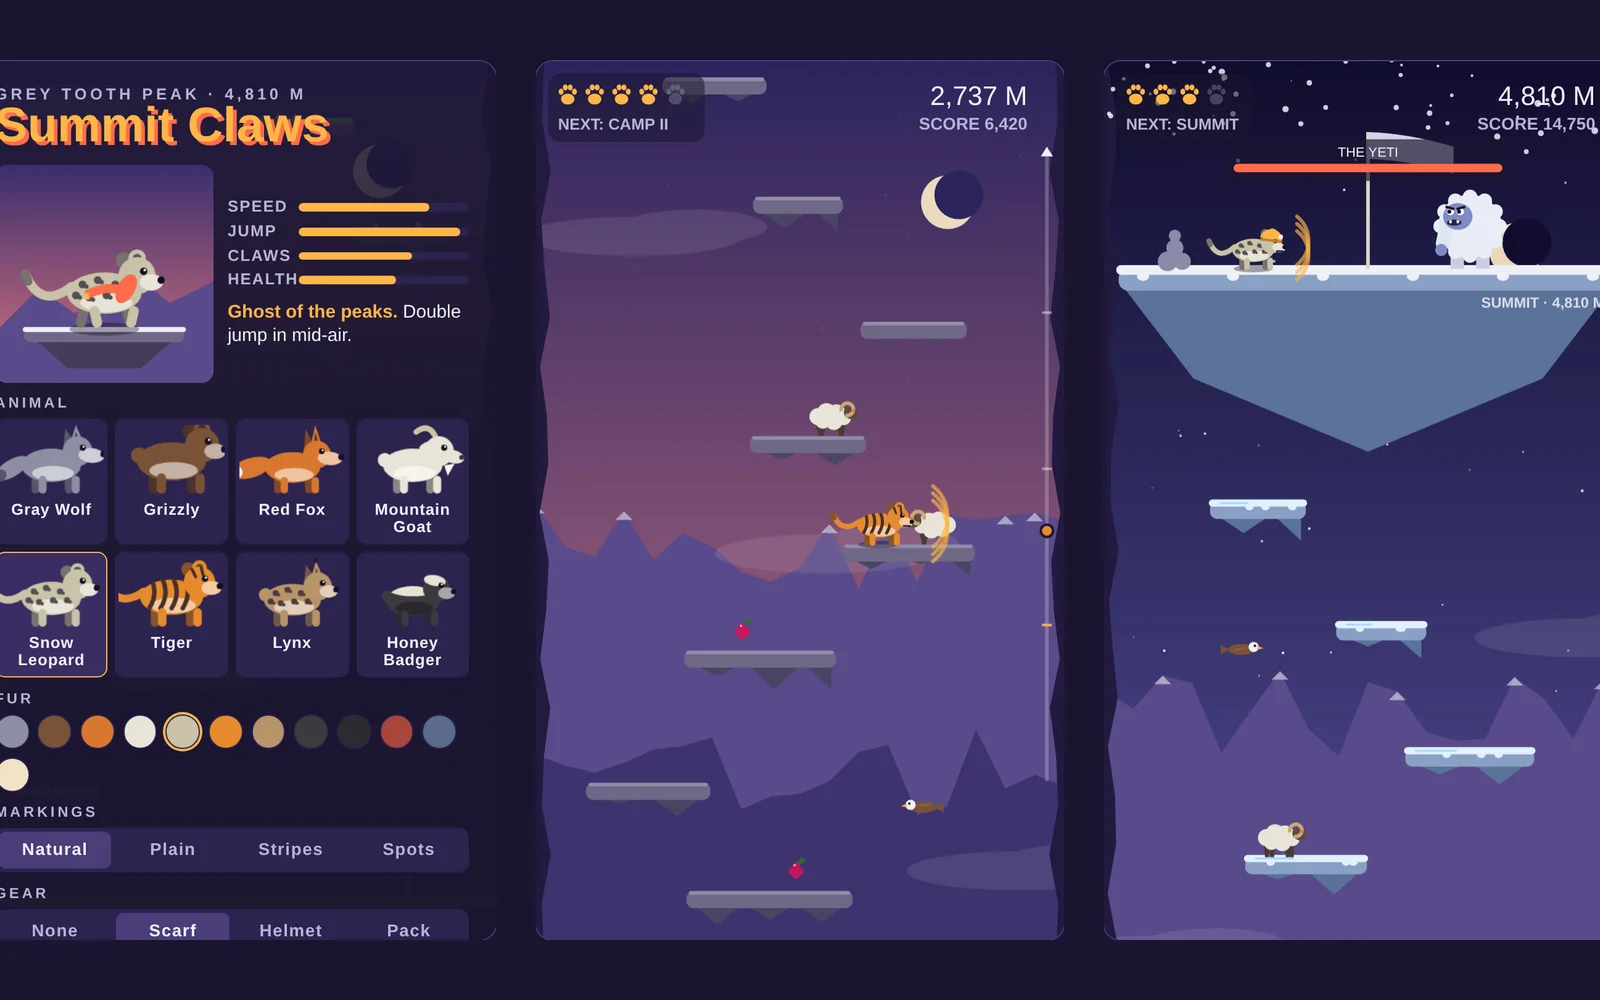 GREY TOOTH PEAK · 4,810 M
Summit Claws
SPEED
JUMP
CLAWS
HEALTH
Ghost of the peaks. Double
jump in mid-air.
ANIMAL
Gray Wolf
Grizzly
Red Fox
Mountain
Goat
Snow
Leopard
Tiger
Lynx
Honey
Badger
FUR
MARKINGS
Natural
Plain
Stripes
Spots
GEAR
None
Scarf
Helmet
Pack
NEXT: CAMP II
2,737 M
SCORE 6,420
NEXT: SUMMIT
4,810 M
SCORE 14,750
THE YETI
SUMMIT · 4,810 M